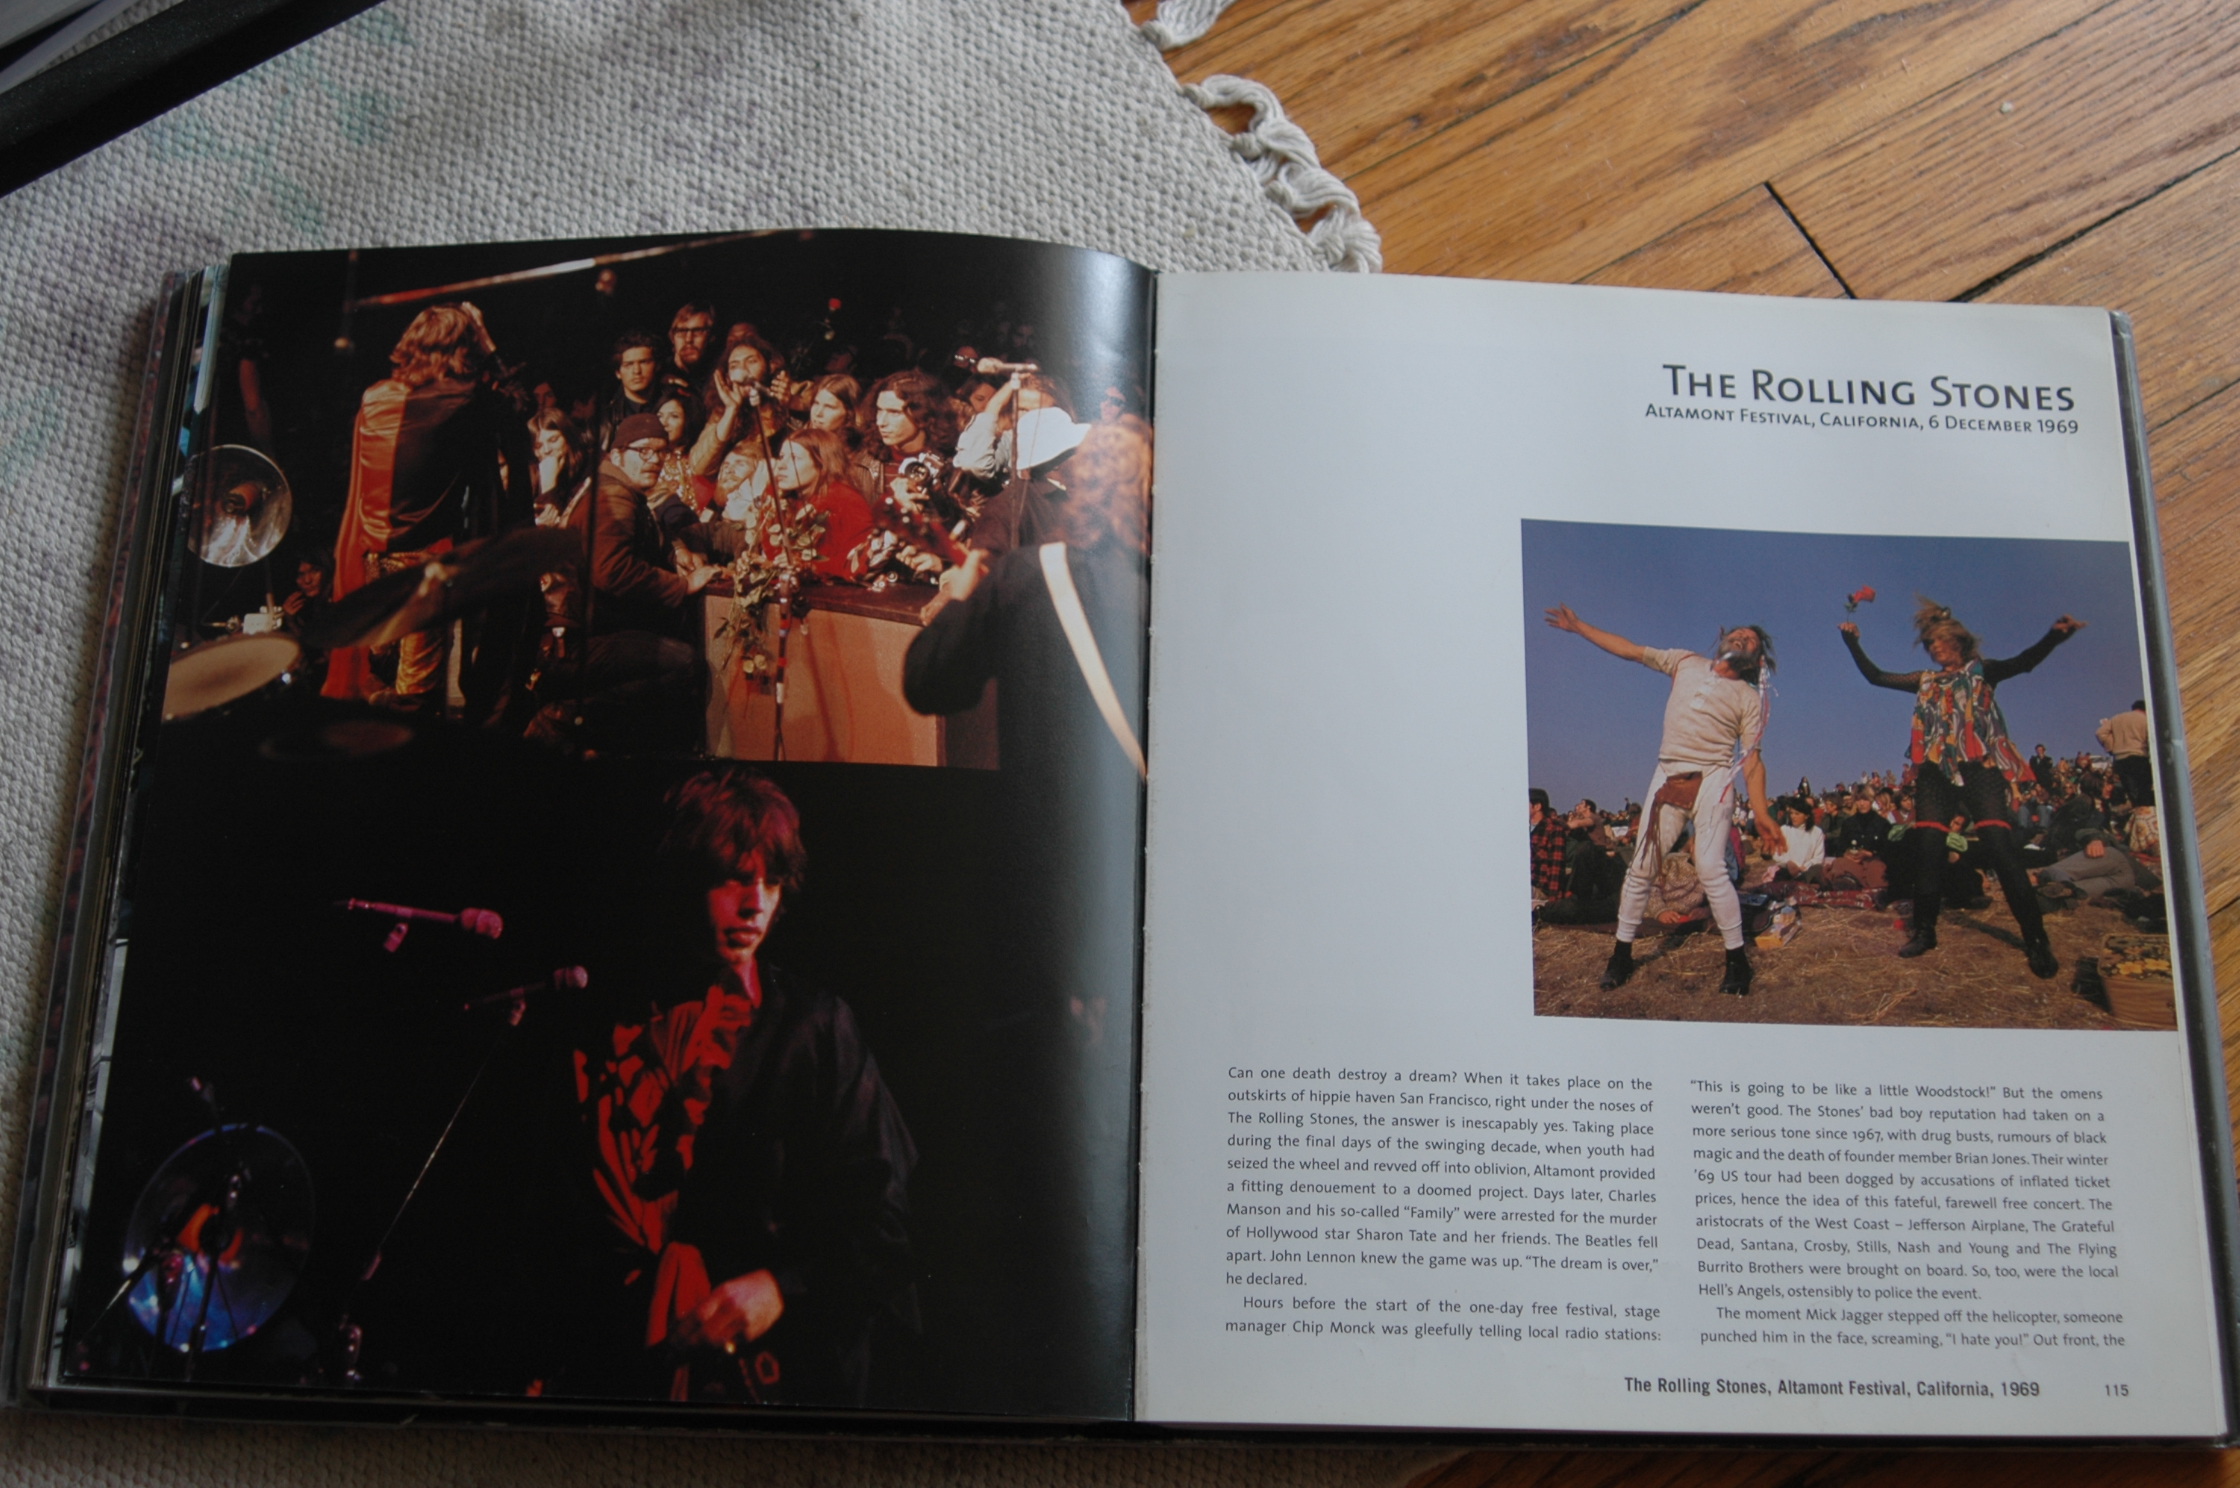 THE ROLLING STONES
ALTAMONT FESTIVAL, CALIFORNIA, 6 DECEMBER 1969
Can one death destroy a dream? When it takes place on the
outskirts of hippie haven San Francisco, right under the noses of
The Rolling Stones, the answer is inescapably yes. Taking place
during the final days of the swinging decade, when youth had
seized the wheel and revved off into oblivion, Altamont provided
a fitting denouement to a doomed project. Days later, Charles
Manson and his so-called “Family” were arrested for the murder
of Hollywood star Sharon Tate and her friends. The Beatles fell
apart. John Lennon knew the game was up. “The dream is over,”
he declared.
Hours before the start of the one-day free festival, stage
manager Chip Monck was gleefully telling local radio stations:
“This is going to be like a little Woodstock!” But the omens
weren’t good. The Stones’ bad boy reputation had taken on a
more serious tone since 1967, with drug busts, rumours of black
magic and the death of founder member Brian Jones. Their winter
’69 US tour had been dogged by accusations of inflated ticket
prices, hence the idea of this fateful, farewell free concert. The
aristocrats of the West Coast – Jefferson Airplane, The Grateful
Dead, Santana, Crosby, Stills, Nash and Young and The Flying
Burrito Brothers were brought on board. So, too, were the local
Hell’s Angels, ostensibly to police the event.
The moment Mick Jagger stepped off the helicopter, someone
punched him in the face, screaming, “I hate you!” Out front, the
The Rolling Stones, Altamont Festival, California, 1969 115